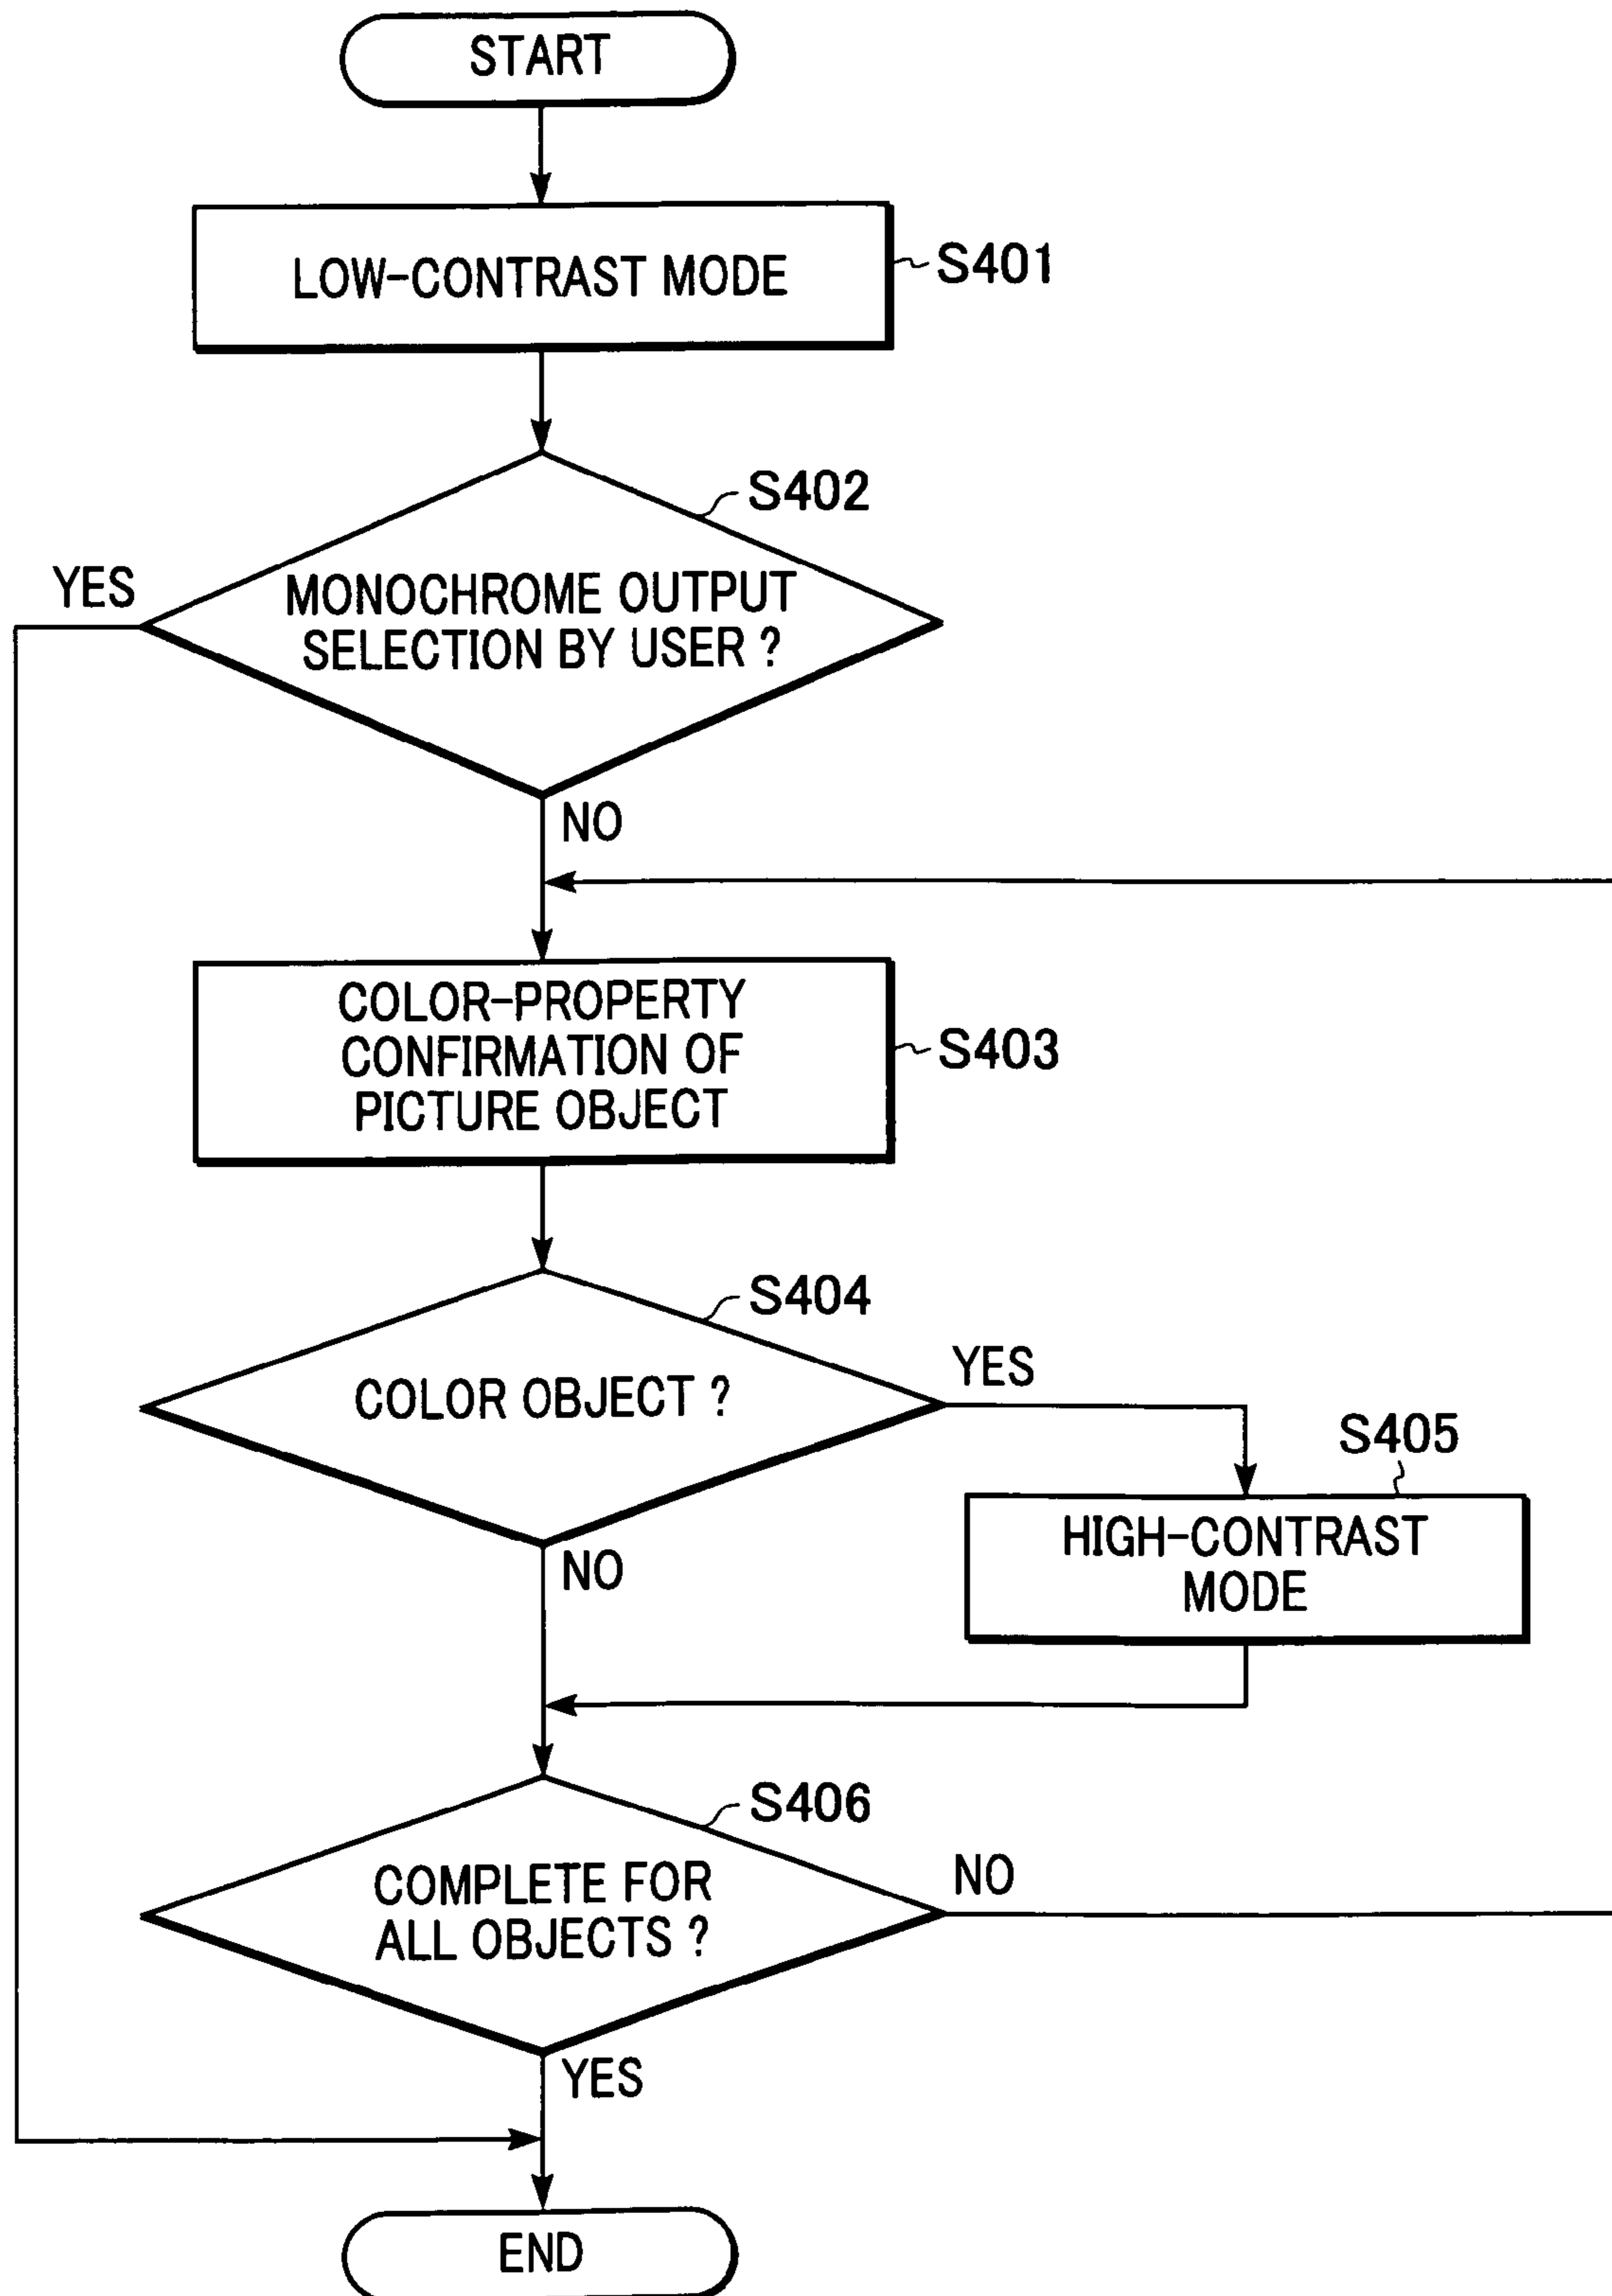 START
LOW-CONTRAST MODE
S401
S402
YES
MONOCHROME OUTPUT
SELECTION BY USER ?
NO
COLOR-PROPERTY
CONFIRMATION OF
PICTURE OBJECT
S403
S404
COLOR OBJECT ?
YES
S405
HIGH-CONTRAST
MODE
NO
S406
COMPLETE FOR
ALL OBJECTS ?
NO
YES
END